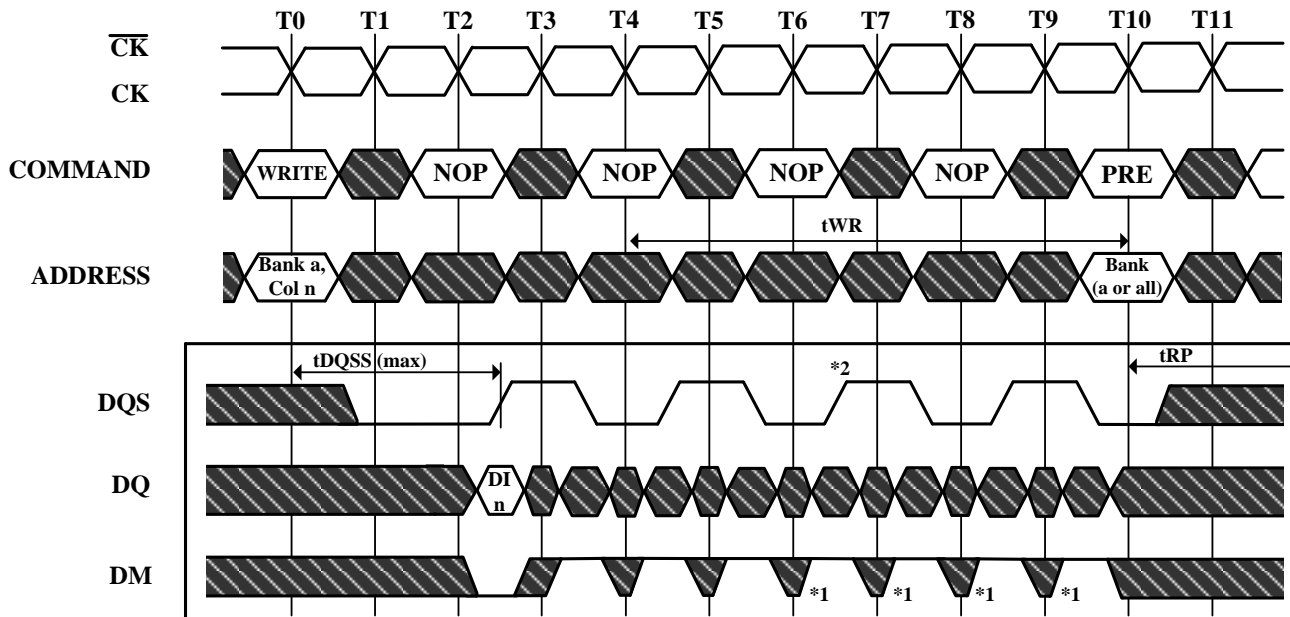 T0 T1 T2 T3 T4 T5 T6 T7 T8 T9 T10 T11
CK
CK
COMMAND WRITE NOP NOP NOP NOP PRE
tWR
ADDRESS Bank a, Bank
Col n (a or all)
tDQSS (max) tRP
*2
DQS
DQ DI
n
DM
*1 *1 *1 *1